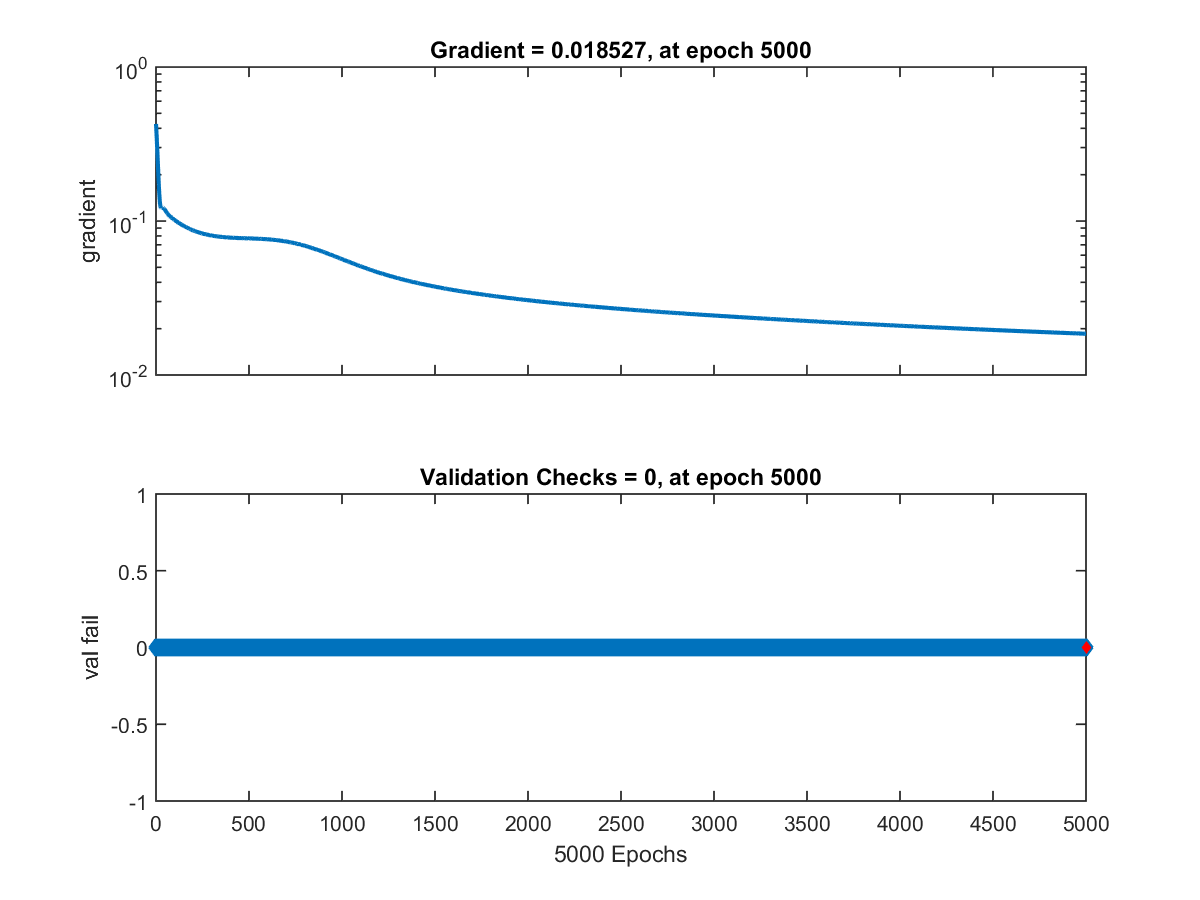 Gradient = 0.018527, at epoch 5000
10^0
10^-1
10^-2
gradient
Validation Checks = 0, at epoch 5000
1
0.5
0
-0.5
-1
val fail
0 500 1000 1500 2000 2500 3000 3500 4000 4500 5000
5000 Epochs